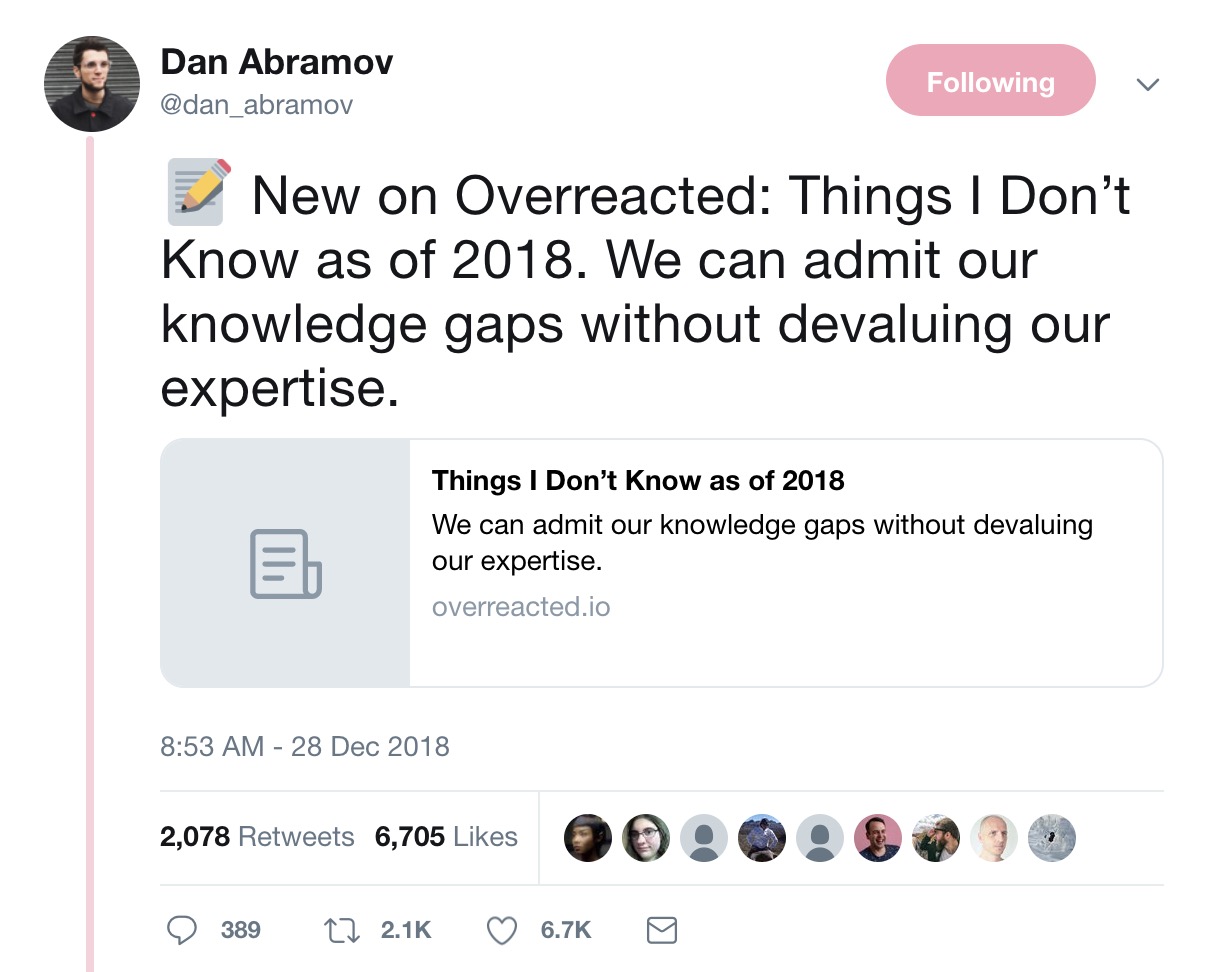 Dan Abramov
@dan_abramov
Following
📝 New on Overreacted: Things I Don’t
Know as of 2018. We can admit our
knowledge gaps without devaluing our
expertise.
Things I Don’t Know as of 2018
We can admit our knowledge gaps without devaluing
our expertise.
overreacted.io
8:53 AM - 28 Dec 2018
2,078 Retweets 6,705 Likes
389 2.1K 6.7K